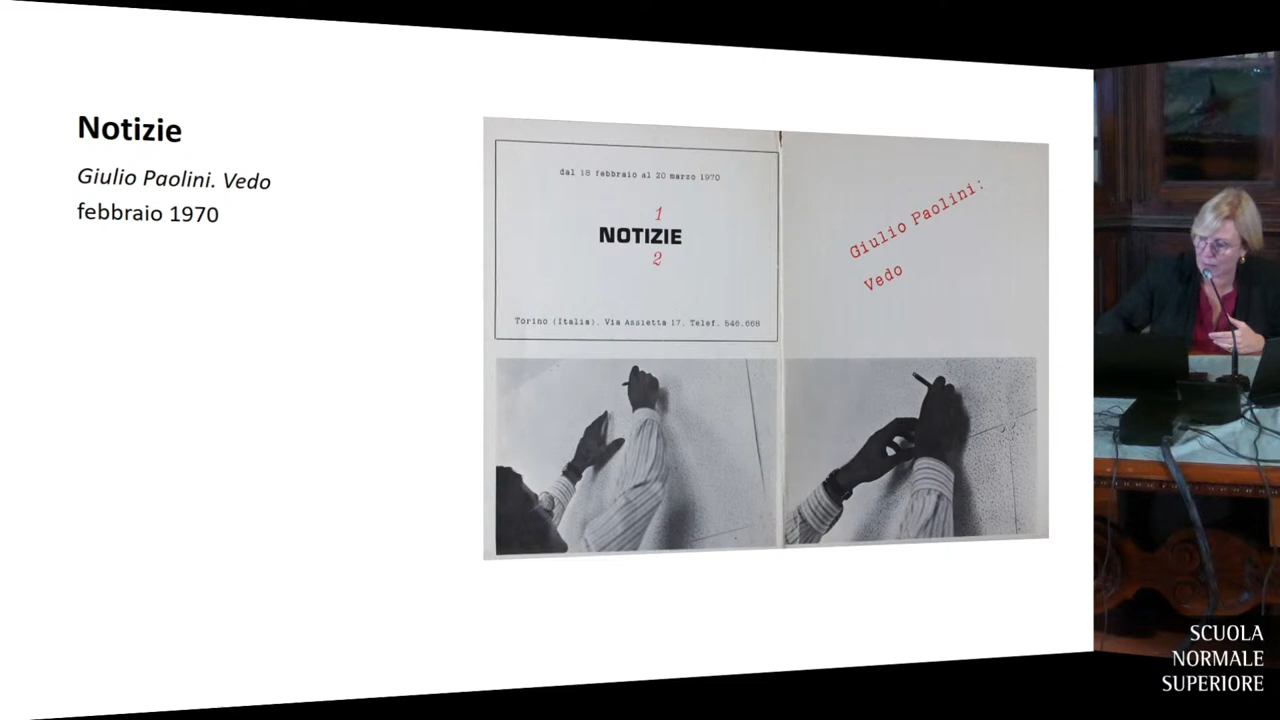 Notizie
Giulio Paolini. Vedo
febbraio 1970
dal 18 febbraio al 20 marzo 1970
1
NOTIZIE
2
Torino (Italia). Via Assietta 17. Telef. 546.668
Giulio Paolini:
Vedo
SCUOLA
NORMALE
SUPERIORE